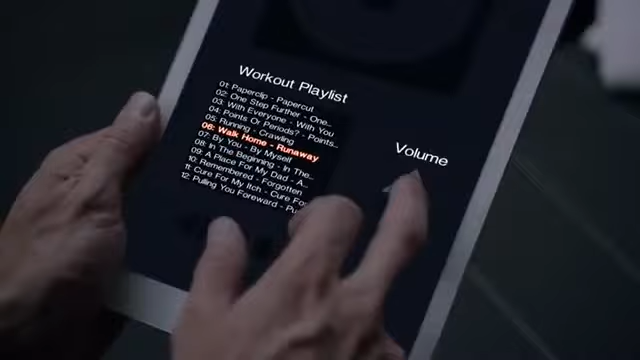 Workout Playlist
01: Paperclip - Papercut
02: One Step Further - One..
03: With Everyone - With You
04: Points Or Periods? - Points..
05: Running - Crawling
06: Walk Home - Runaway
07: By You - By Myself
08: In The Beginning - In The..
09: A Place For My Dad - A..
10: Remembered - Forgotten
11: Cure For My Itch - Cure Fo
12: Pulling You Foreward - Pu
Volume